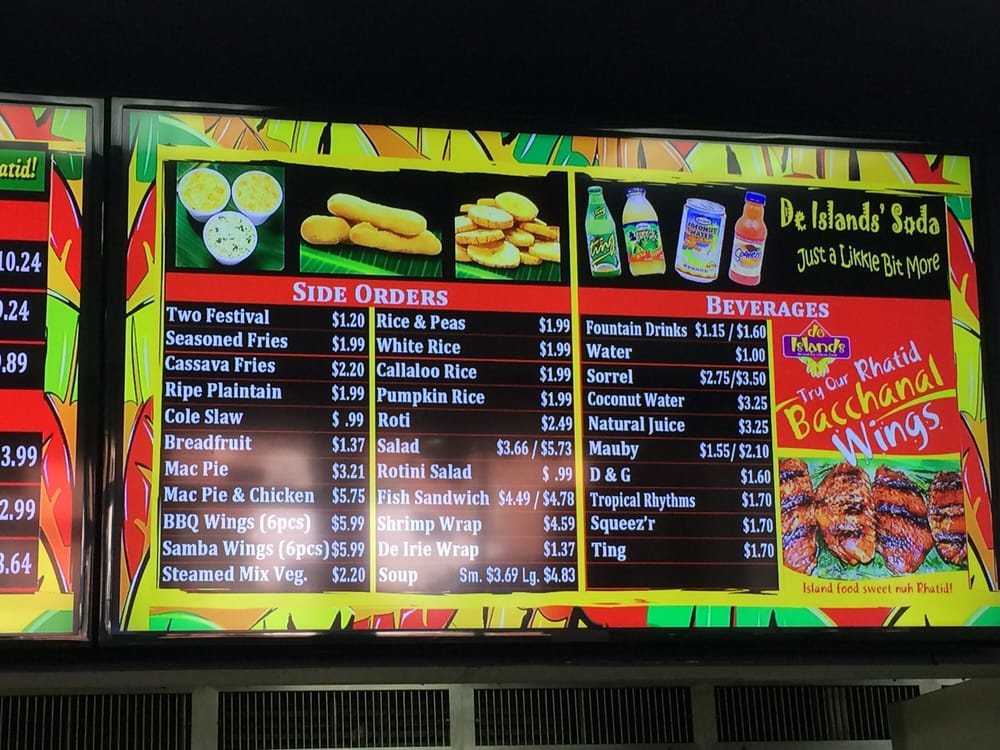 atid!
10.24
.24
.89
3.99
2.99
3.64
De Islands' Soda
Just a Likkle Bit More
Ting
COCONUT
WATER
Side Orders
Two Festival $1.20
Seasoned Fries $1.99
Cassava Fries $2.20
Ripe Plaintain $1.99
Cole Slaw $ .99
Breadfruit $1.37
Mac Pie $3.21
Mac Pie & Chicken $5.75
BBQ Wings (6pcs) $5.99
Samba Wings (6pcs) $5.99
Steamed Mix Veg. $2.20
Rice & Peas $1.99
White Rice $1.99
Callaloo Rice $1.99
Pumpkin Rice $1.99
Roti $2.49
Salad $3.66 / $5.73
Rotini Salad $ .99
Fish Sandwich $4.49 / $4.78
Shrimp Wrap $4.59
De Irie Wrap $1.37
Soup Sm. $3.69 Lg. $4.83
Beverages
Fountain Drinks $1.15 / $1.60
Water $1.00
Sorrel $2.75/$3.50
Coconut Water $3.25
Natural Juice $3.25
Mauby $1.55/ $2.10
D & G $1.60
Tropical Rhythms $1.70
Squeez'r $1.70
Ting $1.70
de
Islands
Try Our Rhatid
Bacchanal
Wings
Island food sweet nuh Rhatid!